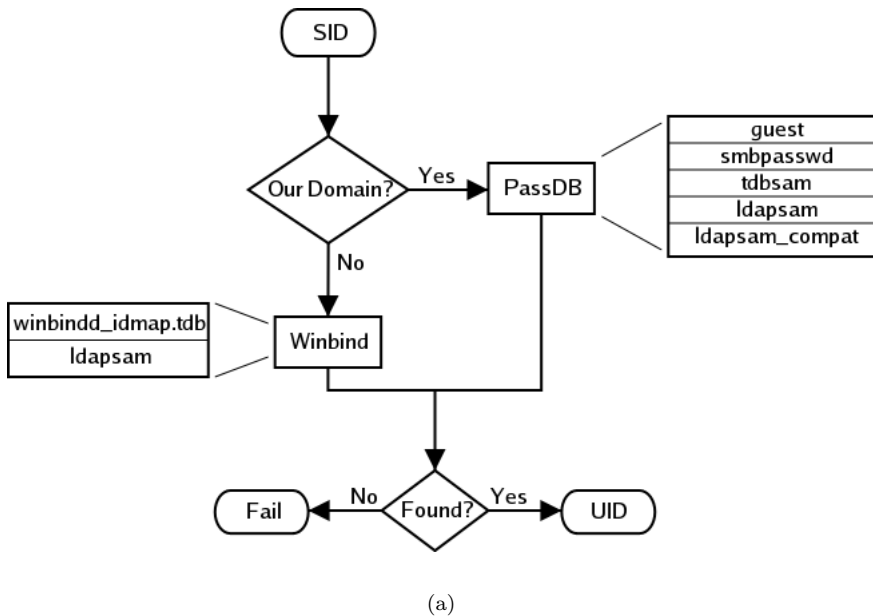 SID
guest
smbpasswd
tdbsam
ldapsam
ldapsam_compat
Our Domain?
Yes
PassDB
No
winbindd_idmap.tdb
ldapsam
Winbind
Fail
No
Found?
Yes
UID
(a)